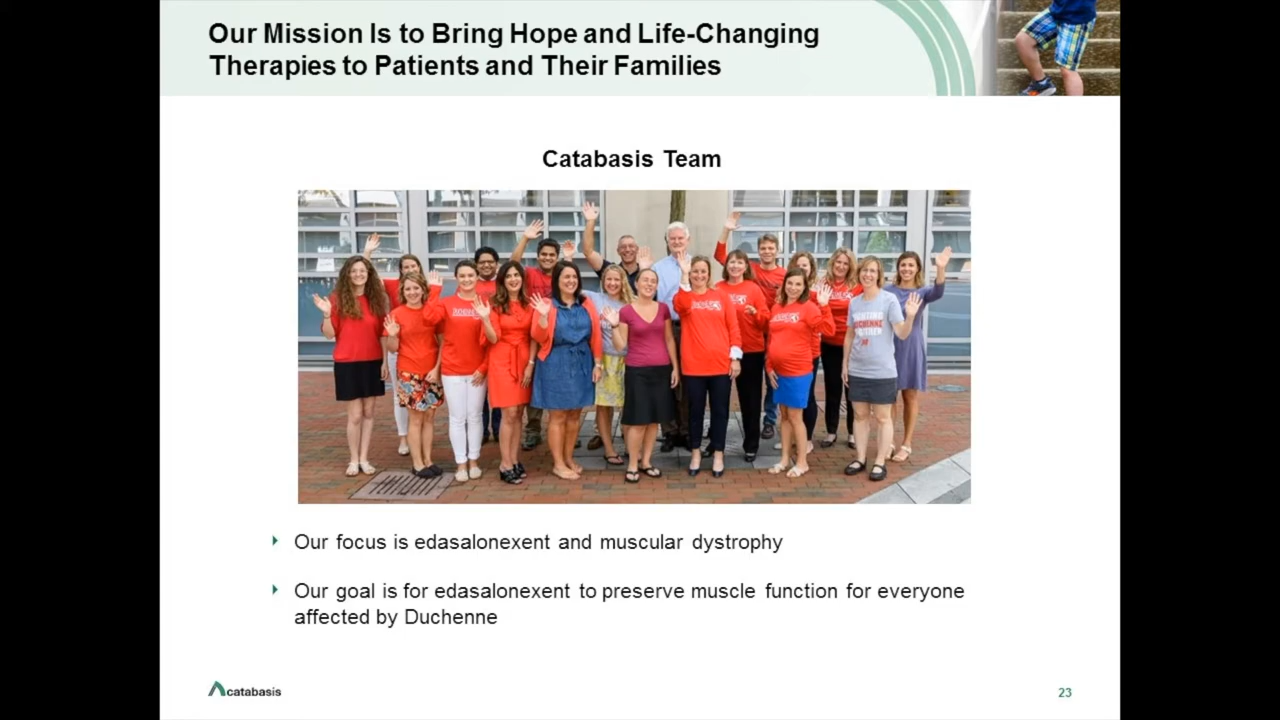 Our Mission Is to Bring Hope and Life-Changing
Therapies to Patients and Their Families
Catabasis Team
Our focus is edasalonexent and muscular dystrophy
Our goal is for edasalonexent to preserve muscle function for everyone
affected by Duchenne
catabasis
23